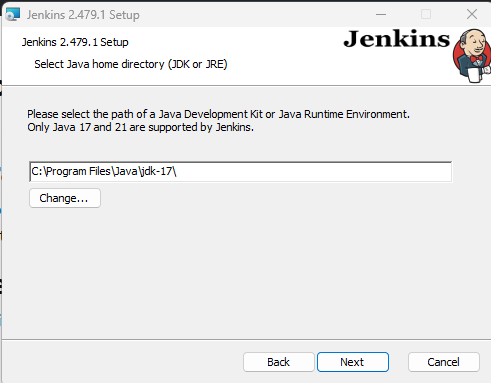 Jenkins 2.479.1 Setup
Jenkins 2.479.1 Setup
Jenkins
Select Java home directory (JDK or JRE)
Please select the path of a Java Development Kit or Java Runtime Environment.
Only Java 17 and 21 are supported by Jenkins.
C:\Program Files\Java\jdk-17\
Change...
Back
Next
Cancel